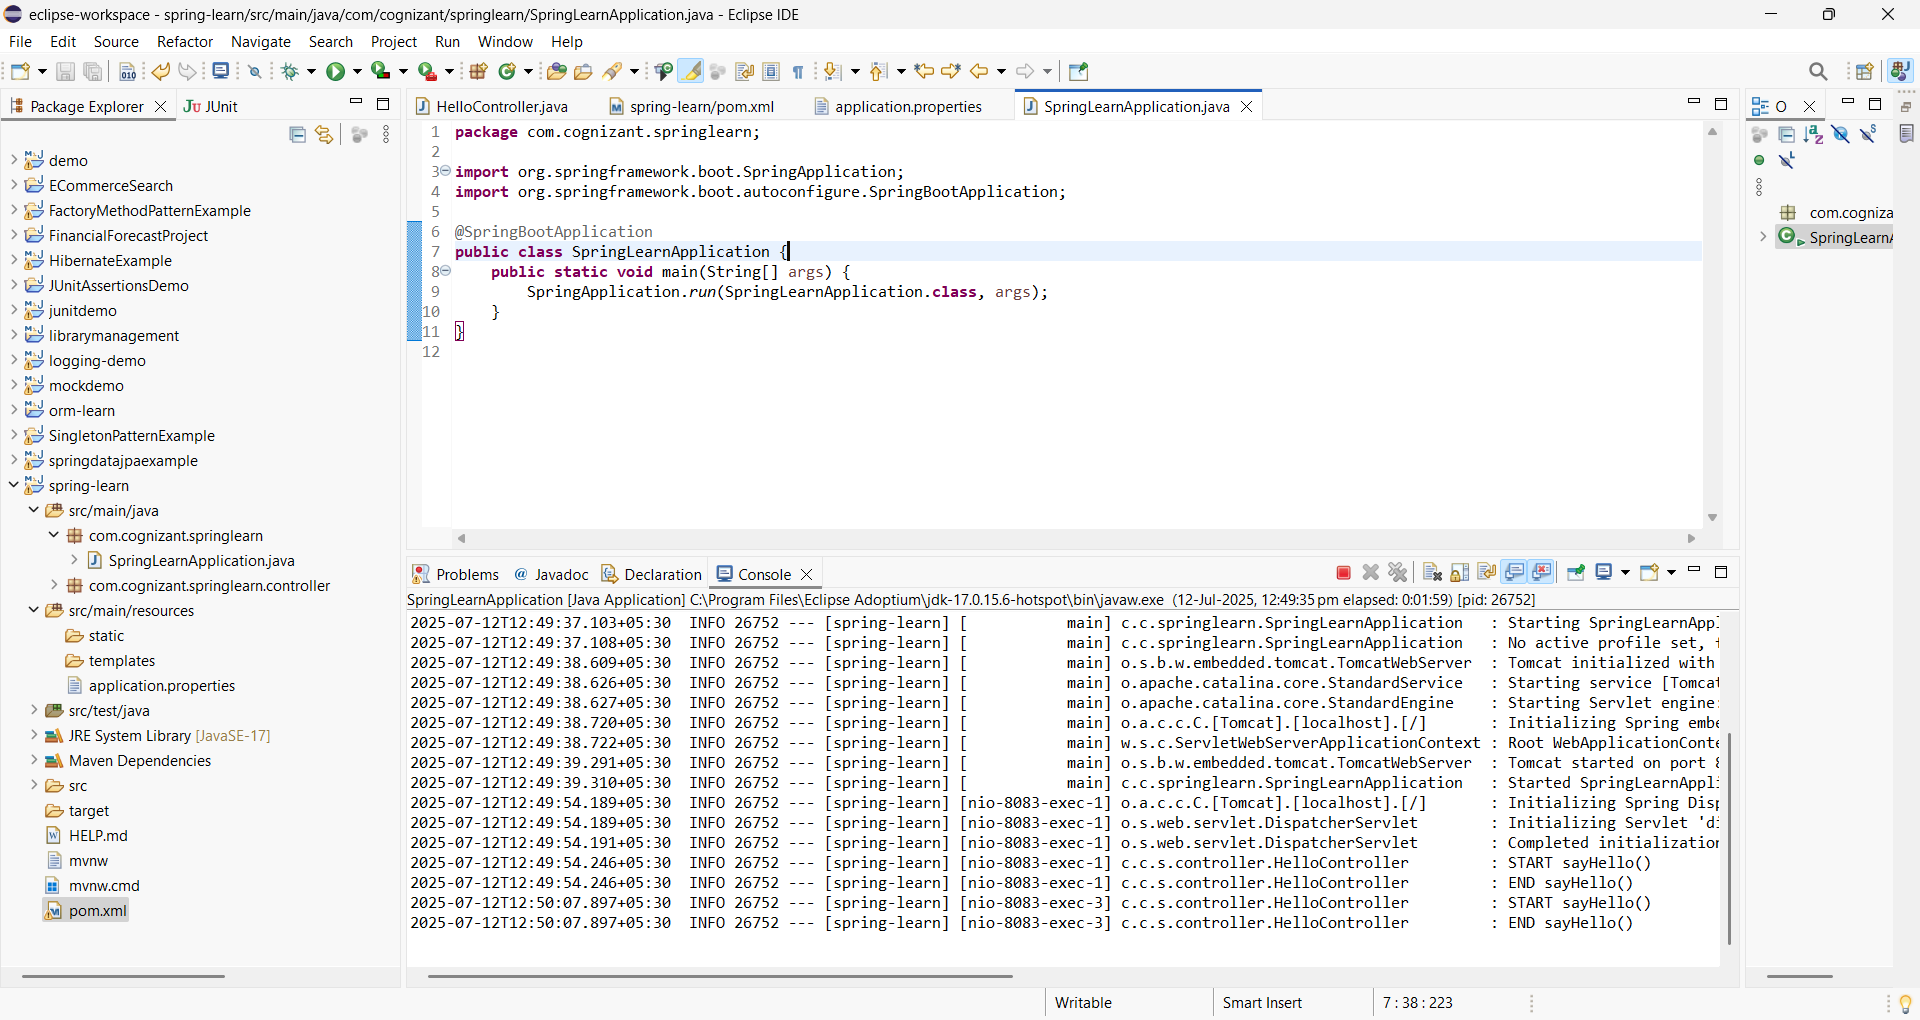 eclipse-workspace - spring-learn/src/main/java/com/cognizant/springlearn/SpringLearnApplication.java - Eclipse IDE
File Edit Source Refactor Navigate Search Project Run Window Help
Package Explorer JUnit
demo
ECommerceSearch
FactoryMethodPatternExample
FinancialForecastProject
HibernateExample
JUnitAssertionsDemo
junitdemo
librarymanagement
logging-demo
mockdemo
orm-learn
SingletonPatternExample
springdatajpaexample
spring-learn
src/main/java
com.cognizant.springlearn
SpringLearnApplication.java
com.cognizant.springlearn.controller
src/main/resources
static
templates
application.properties
src/test/java
JRE System Library [JavaSE-17]
Maven Dependencies
src
target
HELP.md
mvnw
mvnw.cmd
pom.xml
HelloController.java spring-learn/pom.xml application.properties SpringLearnApplication.java
1 package com.cognizant.springlearn;
2
3 import org.springframework.boot.SpringApplication;
4 import org.springframework.boot.autoconfigure.SpringBootApplication;
5
6 @SpringBootApplication
7 public class SpringLearnApplication {
8 public static void main(String[] args) {
9 SpringApplication.run(SpringLearnApplication.class, args);
10 }
11 }
12
O
com.cogniza
SpringLearnA
Problems Javadoc Declaration Console
SpringLearnApplication [Java Application] C:\Program Files\Eclipse Adoptium\jdk-17.0.15.6-hotspot\bin\javaw.exe (12-Jul-2025, 12:49:35 pm elapsed: 0:01:59) [pid: 26752]
2025-07-12T12:49:37.103+05:30 INFO 26752 --- [spring-learn] [ main] c.c.springlearn.SpringLearnApplication : Starting SpringLearnAppl
2025-07-12T12:49:37.108+05:30 INFO 26752 --- [spring-learn] [ main] c.c.springlearn.SpringLearnApplication : No active profile set, f
2025-07-12T12:49:38.609+05:30 INFO 26752 --- [spring-learn] [ main] o.s.b.w.embedded.tomcat.TomcatWebServer : Tomcat initialized with
2025-07-12T12:49:38.626+05:30 INFO 26752 --- [spring-learn] [ main] o.apache.catalina.core.StandardService : Starting service [Tomcat
2025-07-12T12:49:38.627+05:30 INFO 26752 --- [spring-learn] [ main] o.apache.catalina.core.StandardEngine : Starting Servlet engine:
2025-07-12T12:49:38.720+05:30 INFO 26752 --- [spring-learn] [ main] o.a.c.c.C.[Tomcat].[localhost].[/] : Initializing Spring embe
2025-07-12T12:49:38.722+05:30 INFO 26752 --- [spring-learn] [ main] w.s.c.ServletWebServerApplicationContext : Root WebApplicationConte
2025-07-12T12:49:39.291+05:30 INFO 26752 --- [spring-learn] [ main] o.s.b.w.embedded.tomcat.TomcatWebServer : Tomcat started on port 8
2025-07-12T12:49:39.310+05:30 INFO 26752 --- [spring-learn] [ main] c.c.springlearn.SpringLearnApplication : Started SpringLearnAppli
2025-07-12T12:49:54.189+05:30 INFO 26752 --- [spring-learn] [nio-8083-exec-1] o.a.c.c.C.[Tomcat].[localhost].[/] : Initializing Spring Disp
2025-07-12T12:49:54.189+05:30 INFO 26752 --- [spring-learn] [nio-8083-exec-1] o.s.web.servlet.DispatcherServlet : Initializing Servlet 'di
2025-07-12T12:49:54.191+05:30 INFO 26752 --- [spring-learn] [nio-8083-exec-1] o.s.web.servlet.DispatcherServlet : Completed initialization
2025-07-12T12:49:54.246+05:30 INFO 26752 --- [spring-learn] [nio-8083-exec-1] c.c.s.controller.HelloController : START sayHello()
2025-07-12T12:49:54.246+05:30 INFO 26752 --- [spring-learn] [nio-8083-exec-1] c.c.s.controller.HelloController : END sayHello()
2025-07-12T12:50:07.897+05:30 INFO 26752 --- [spring-learn] [nio-8083-exec-3] c.c.s.controller.HelloController : START sayHello()
2025-07-12T12:50:07.897+05:30 INFO 26752 --- [spring-learn] [nio-8083-exec-3] c.c.s.controller.HelloController : END sayHello()
Writable Smart Insert 7 : 38 : 223